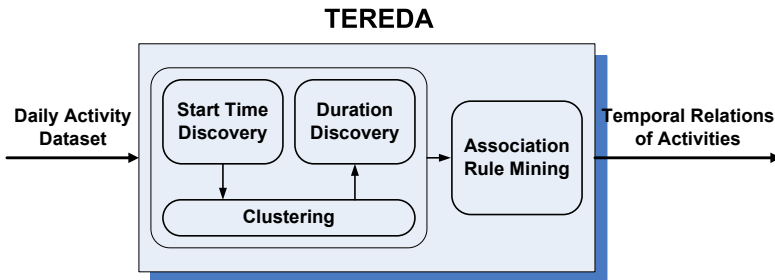 TEREDA
Daily Activity
Dataset
Start Time
Discovery
Duration
Discovery
Clustering
Association
Rule Mining
Temporal Relations
of Activities